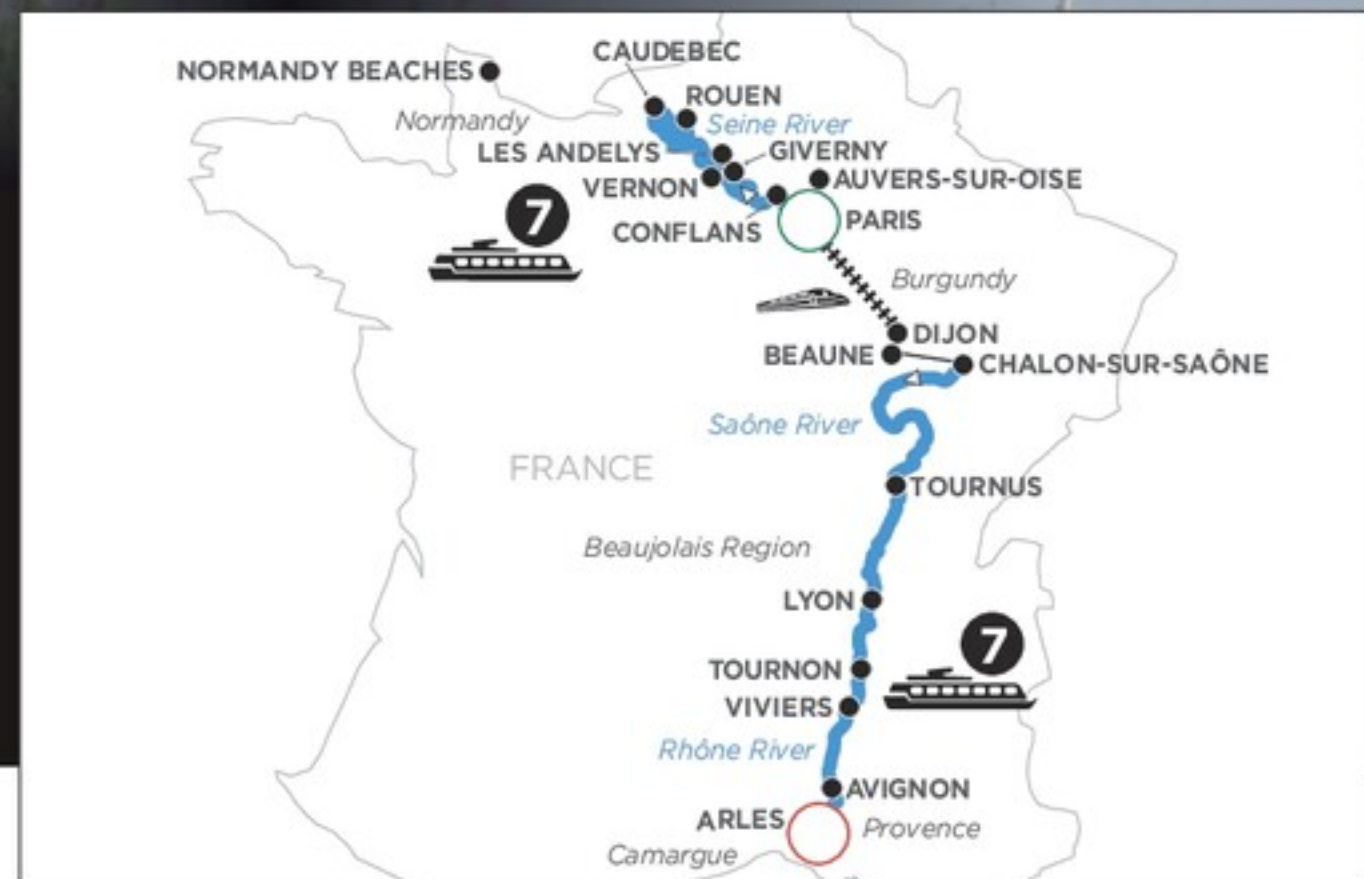 CAUDEBEC
NORMANDY BEACHES
ROUEN
Normandy
Seine River
LES ANDELYS
GIVERNY
VERNON
AUVERS-SUR-OISE
7
CONFLANS
PARIS
Burgundy
DIJON
BEAUNE
CHALON-SUR-SAÔNE
Saône River
FRANCE
TOURNUS
Beaujolais Region
LYON
7
TOURNON
VIVIERS
Rhône River
AVIGNON
ARLES
Provence
Camargue